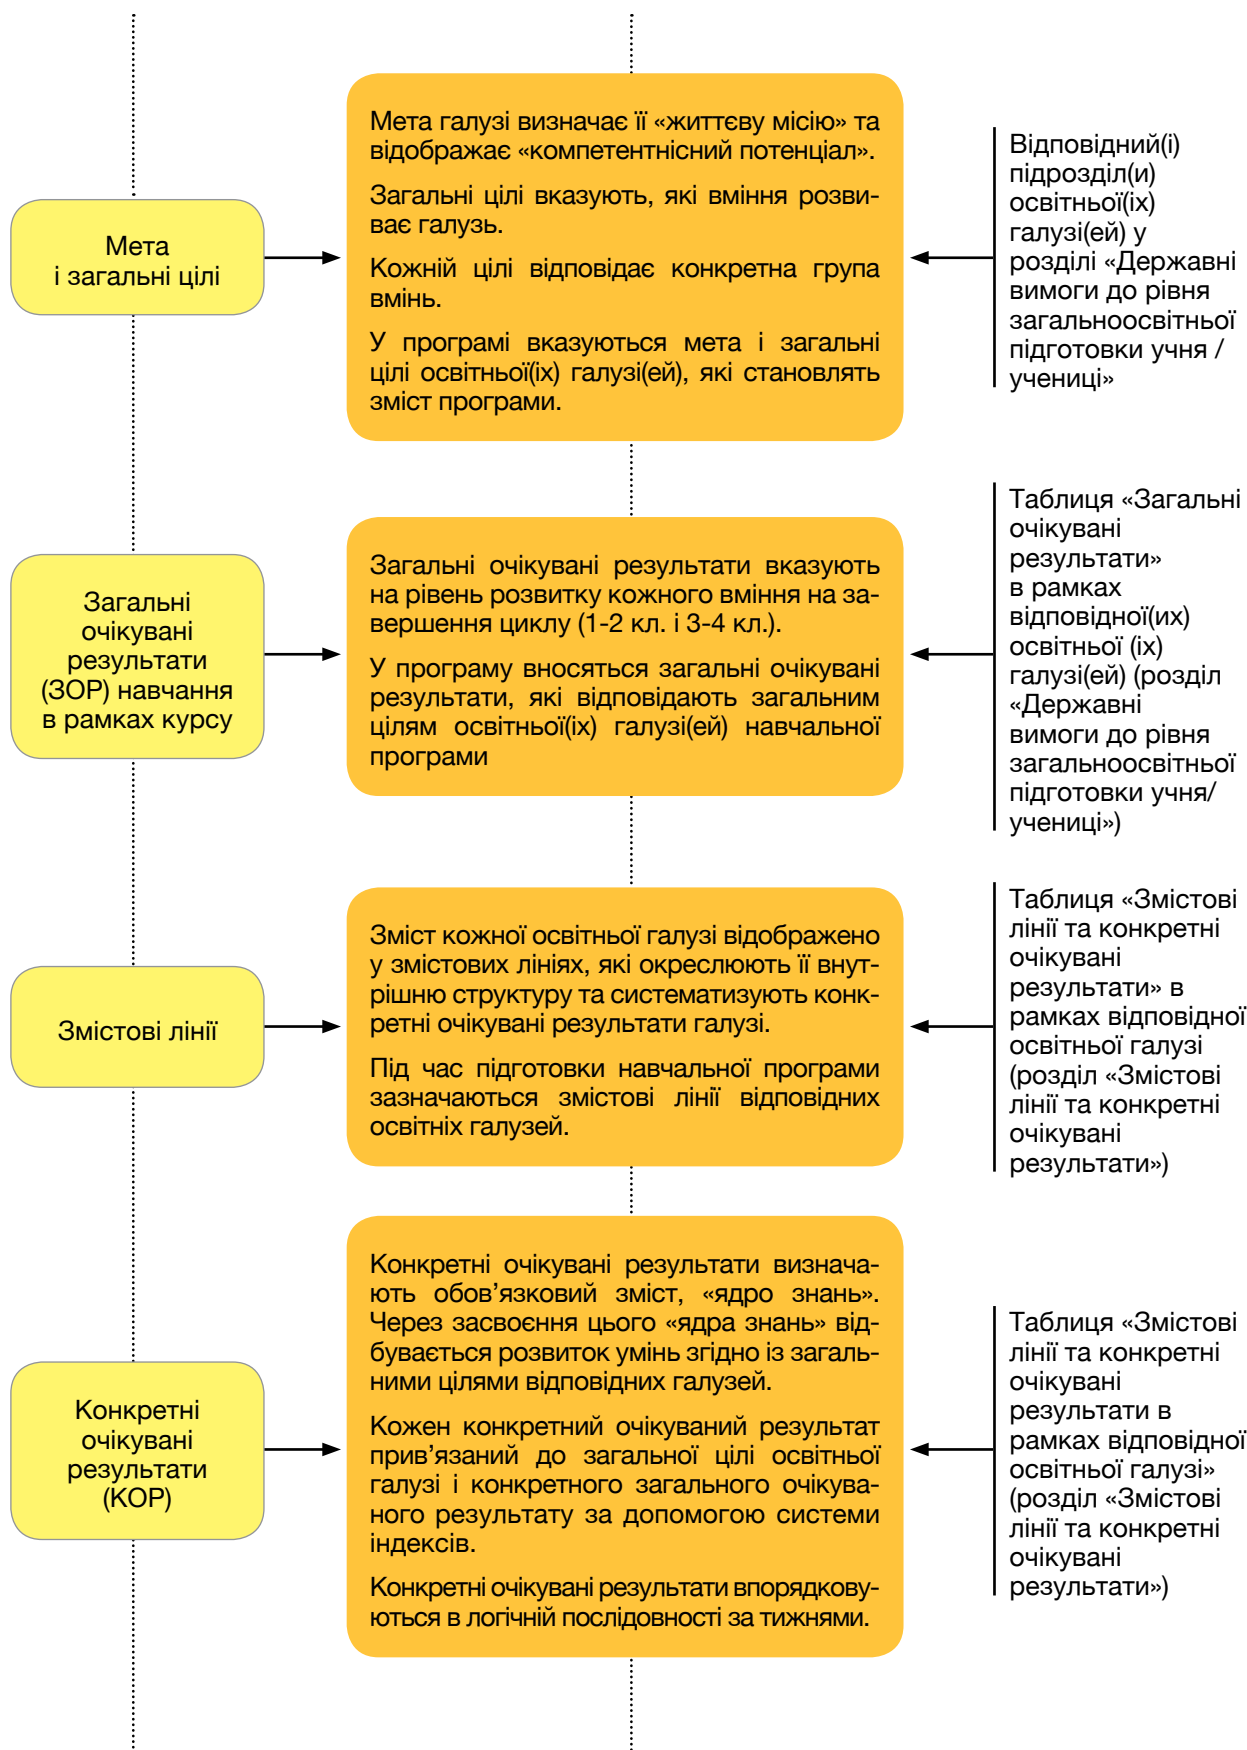 Мета
і загальні цілі
Мета галузі визначає її «життєву місію» та
відображає «компетентнісний потенціал».
Загальні цілі вказують, які вміння розви-
ває галузь.
Кожній цілі відповідає конкретна група
вмінь.
У програмі вказуються мета і загальні
цілі освітньої(іх) галузі(ей), які становлять
зміст програми.
Відповідний(і)
підрозділ(и)
освітньої(іх)
галузі(ей) у
розділі «Державні
вимоги до рівня
загальноосвітньої
підготовки учня /
учениці»
Загальні
очікувані
результати
(ЗОР) навчання
в рамках курсу
Загальні очікувані результати вказують
на рівень розвитку кожного вміння на за-
вершення циклу (1-2 кл. і 3-4 кл.).
У програму вносяться загальні очікувані
результати, які відповідають загальним
цілям освітньої(іх) галузі(ей) навчальної
програми
Таблиця «Загальні
очікувані
результати»
в рамках
відповідної(их)
освітньої (іх)
галузі(ей) (розділ
«Державні
вимоги до рівня
загальноосвітньої
підготовки учня/
учениці»)
Змістові лінії
Зміст кожної освітньої галузі відображено
у змістових лініях, які окреслюють її внут-
рішню структуру та систематизують конк-
ретні очікувані результати галузі.
Під час підготовки навчальної програми
зазначаються змістові лінії відповідних
освітніх галузей.
Таблиця «Змістові
лінії та конкретні
очікувані
результати» в
рамках відповідної
освітньої галузі
(розділ «Змістові
лінії та конкретні
очікувані
результати»)
Конкретні
очікувані
результати
(КОР)
Конкретні очікувані результати визнача-
ють обов’язковий зміст, «ядро знань».
Через засвоєння цього «ядра знань» від-
бувається розвиток умінь згідно із загаль-
ними цілями відповідних галузей.
Кожен конкретний очікуваний результат
прив’язаний до загальної цілі освітньої
галузі і конкретного загального очікува-
ного результату за допомогою системи
індексів.
Конкретні очікувані результати впорядкову-
ються в логічній послідовності за тижнями.
Таблиця «Змістові
лінії та конкретні
очікувані
результати в
рамках відповідної
освітньої галузі»
(розділ «Змістові
лінії та конкретні
очікувані
результати»)